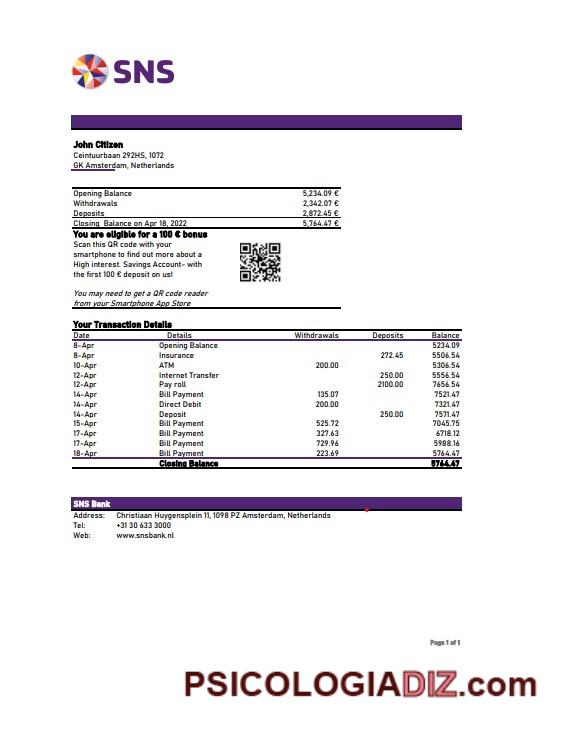 SNS
John Citizen
Ceintuurbaan 292HS, 1072
GK Amsterdam, Netherlands
Opening Balance 5,234.09 €
Withdrawals 2,342.07 €
Deposits 2,872.45 €
Closing Balance on Apr 18, 2022 5,764.47 €
You are eligible for a 100 € bonus
Scan this QR code with your
smartphone to find out more about a
High interest. Savings Account- with
the first 100 € deposit on us!
You may need to get a QR code reader
from your Smartphone App Store
Your Transaction Details
Date Details Withdrawals Deposits Balance
8-Apr Opening Balance 5234.09
8-Apr Insurance 272.45 5506.54
10-Apr ATM 200.00 5306.54
12-Apr Internet Transfer 250.00 5556.54
12-Apr Pay roll 2100.00 7656.54
14-Apr Bill Payment 135.07 7521.47
14-Apr Direct Debit 200.00 7321.47
14-Apr Deposit 250.00 7571.47
15-Apr Bill Payment 525.72 7045.75
17-Apr Bill Payment 327.63 6718.12
17-Apr Bill Payment 729.96 5988.16
18-Apr Bill Payment 223.69 5764.47
Closing Balance 5764.47
SNS Bank
Address: Christiaan Huygensplein 11, 1098 PZ Amsterdam, Netherlands
Tel: +31 30 633 3000
Web: www.snsbank.nl
Page 1 of 1
PSICOLOGIADIZ.com